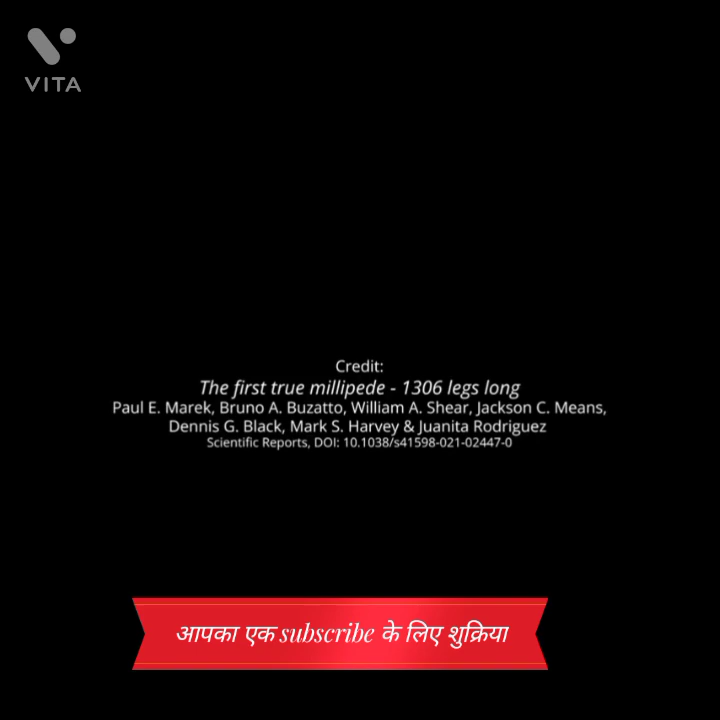 VITA
Credit:
The first true millipede - 1306 legs long
Paul E. Marek, Bruno A. Buzatto, William A. Shear, Jackson C. Means,
Dennis G. Black, Mark S. Harvey & Juanita Rodriguez
Scientific Reports, DOI: 10.1038/s41598-021-02447-0
आपका एक subscribe के लिए शुक्रिया